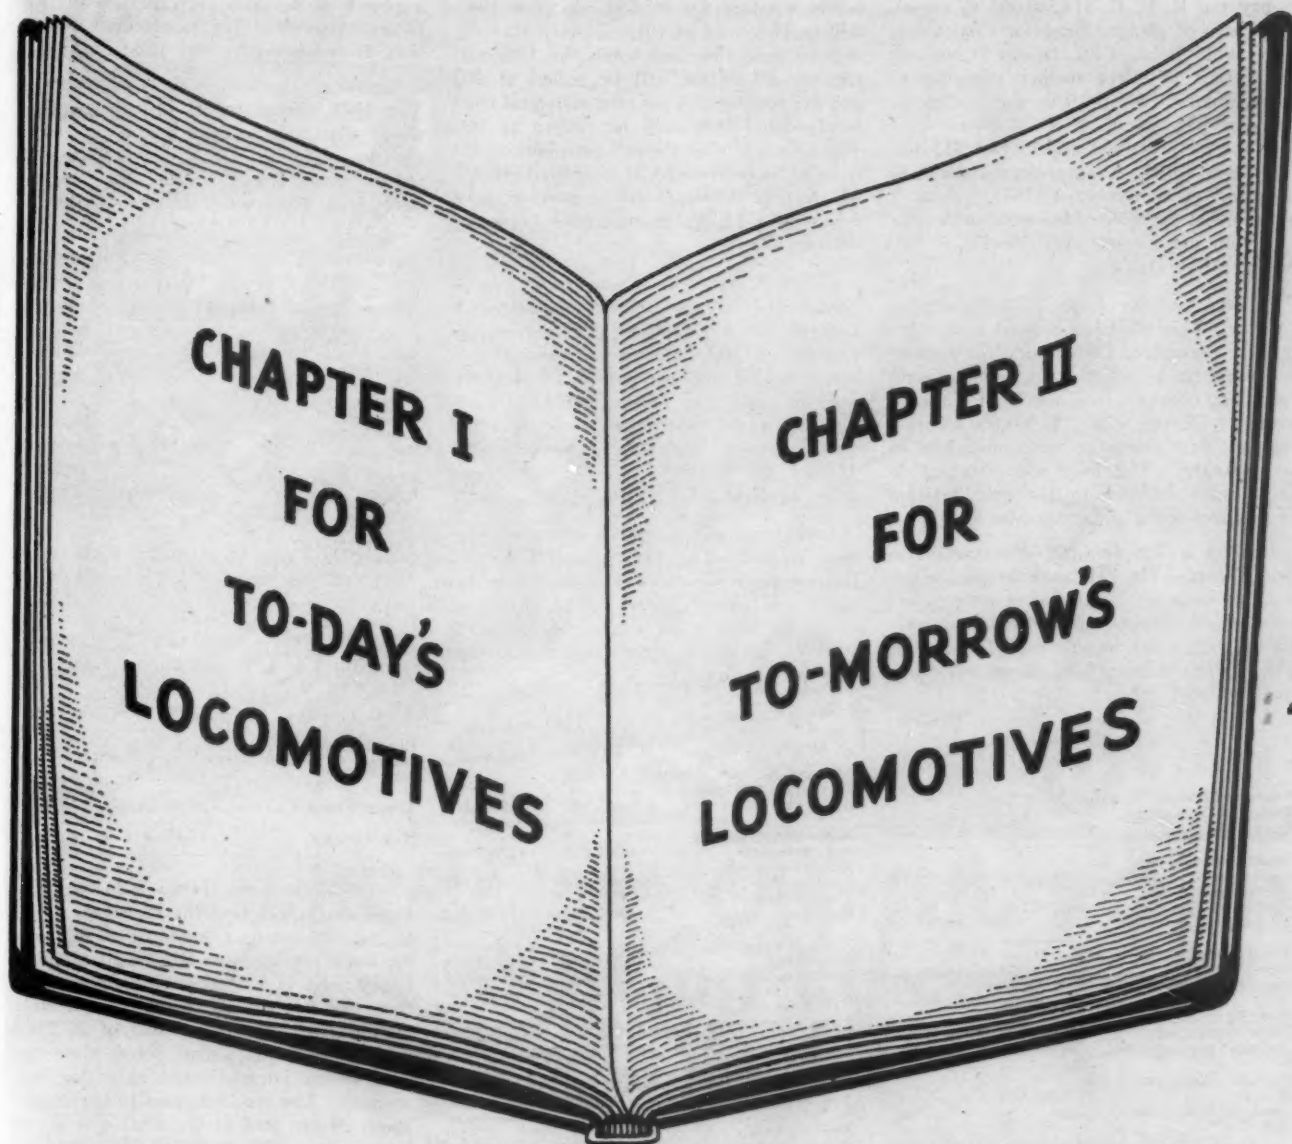 CHAPTER I
FOR
TO-DAY'S
LOCOMOTIVES
CHAPTER II
FOR
TO-MORROW'S
LOCOMOTIVES